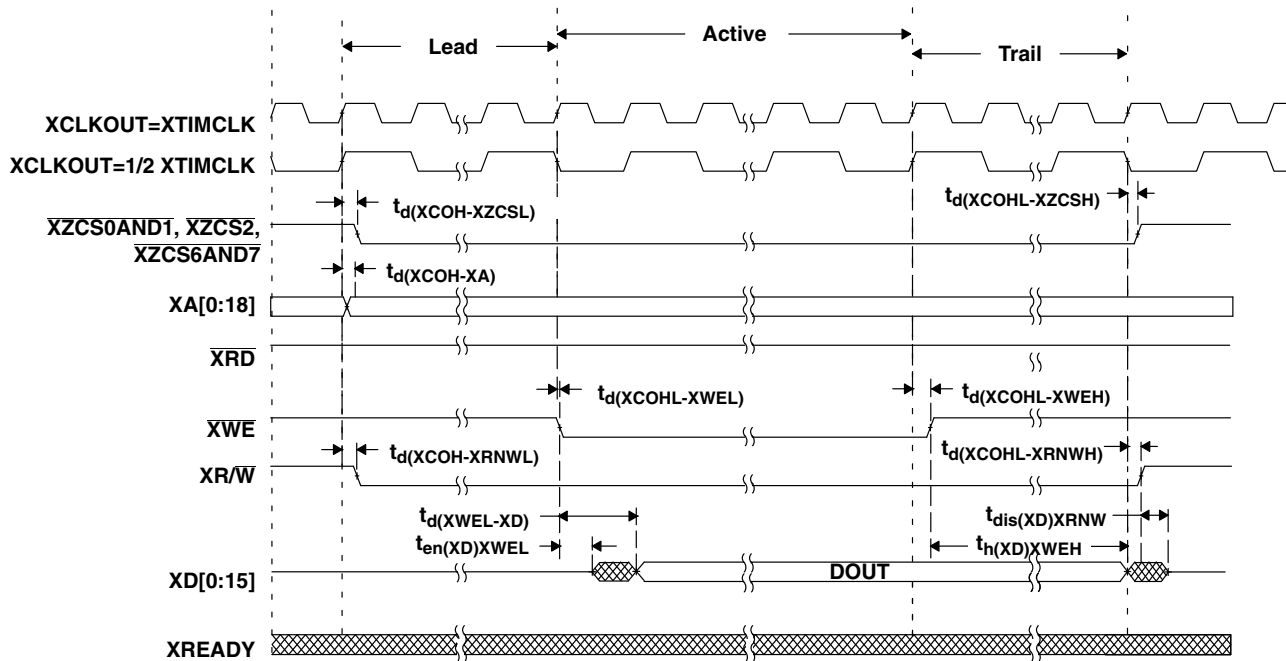 Lead
Active
Trail
XCLKOUT=XTIMCLK
XCLKOUT=1/2 XTIMCLK
td(XCOH-XZCSL)
td(XCOHL-XZCSH)
XZCS0AND1, XZCS2,
XZCS6AND7
td(XCOH-XA)
XA[0:18]
XRD
td(XCOHL-XWEL)
td(XCOHL-XWEH)
XWE
td(XCOH-XRNWL)
td(XCOHL-XRNWH)
XR/W
td(XWEL-XD)
tdis(XD)XRNW
ten(XD)XWEL
th(XD)XWEH
XD[0:15]
DOUT
XREADY